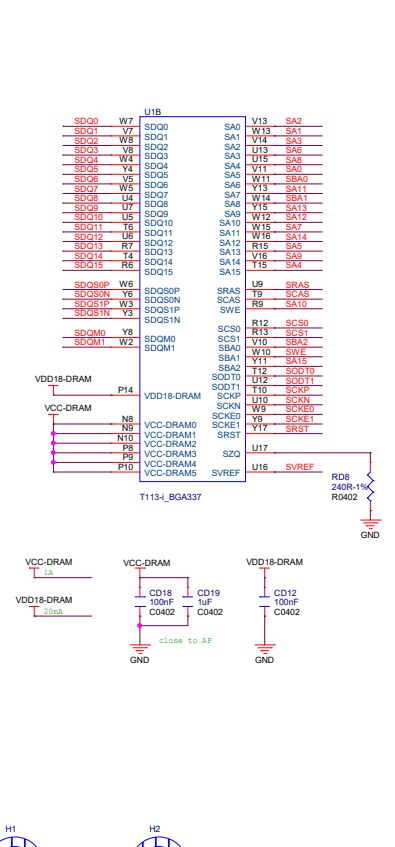 U1B
SDQ0 W7 SDQ0 SA0 V13 SA2
SDQ1 V7 SDQ1 SA1 W13 SA1
SDQ2 W8 SDQ2 SA2 V14 SA3
SDQ3 V8 SDQ3 SA3 U13 SA6
SDQ4 W4 SDQ4 SA4 U15 SA8
SDQ5 Y4 SDQ5 SA5 V11 SA0
SDQ6 V5 SDQ6 SA6 W11 SBA0
SDQ7 W5 SDQ7 SA7 Y13 SA11
SDQ8 U4 SDQ8 SA8 W14 SBA1
SDQ9 U7 SDQ9 SA9 Y15 SA13
SDQ10 U5 SDQ10 SA10 W12 SA12
SDQ11 T6 SDQ11 SA11 W15 SA7
SDQ12 U6 SDQ12 SA12 W16 SA14
SDQ13 R7 SDQ13 SA13 R15 SA5
SDQ14 T4 SDQ14 SA14 V16 SA9
SDQ15 R6 SDQ15 SA15 T15 SA4
SDQS0P W6 SDQS0P SRAS U9 SRAS
SDQS0N Y6 SDQS0N SCAS T9 SCAS
SDQS1P W3 SDQS1P SWE R9 SA10
SDQS1N Y3 SDQS1N
SCS0 R12 SCS0
SDQM0 Y8 SDQM0 SCS1 R13 SCS1
SDQM1 W2 SDQM1 SBA0 V10 SBA2
SBA1 W10 SWE
SBA2 Y11 SA15
SODT0 T12 SODT0
VDD18-DRAM SODT1 U12 SODT1
P14 VDD18-DRAM SCKP T10 SCKP
SCKN U10 SCKN
VCC-DRAM SCKE0 W9 SCKE0
N8 VCC-DRAM0 SCKE1 Y9 SCKE1
N9 VCC-DRAM1 SRST Y17 SRST
N10 VCC-DRAM2
P8 VCC-DRAM3 SZQ U17
P9 VCC-DRAM4
P10 VCC-DRAM5 SVREF U16 SVREF
RD8
240R-1%
R0402
T113-i_BGA337
GND
VCC-DRAM
1A
VDD18-DRAM
20mA
VCC-DRAM
CD18
100nF
C0402
CD19
1uF
C0402
close to AP
GND
VDD18-DRAM
CD12
100nF
C0402
GND
H1 H2